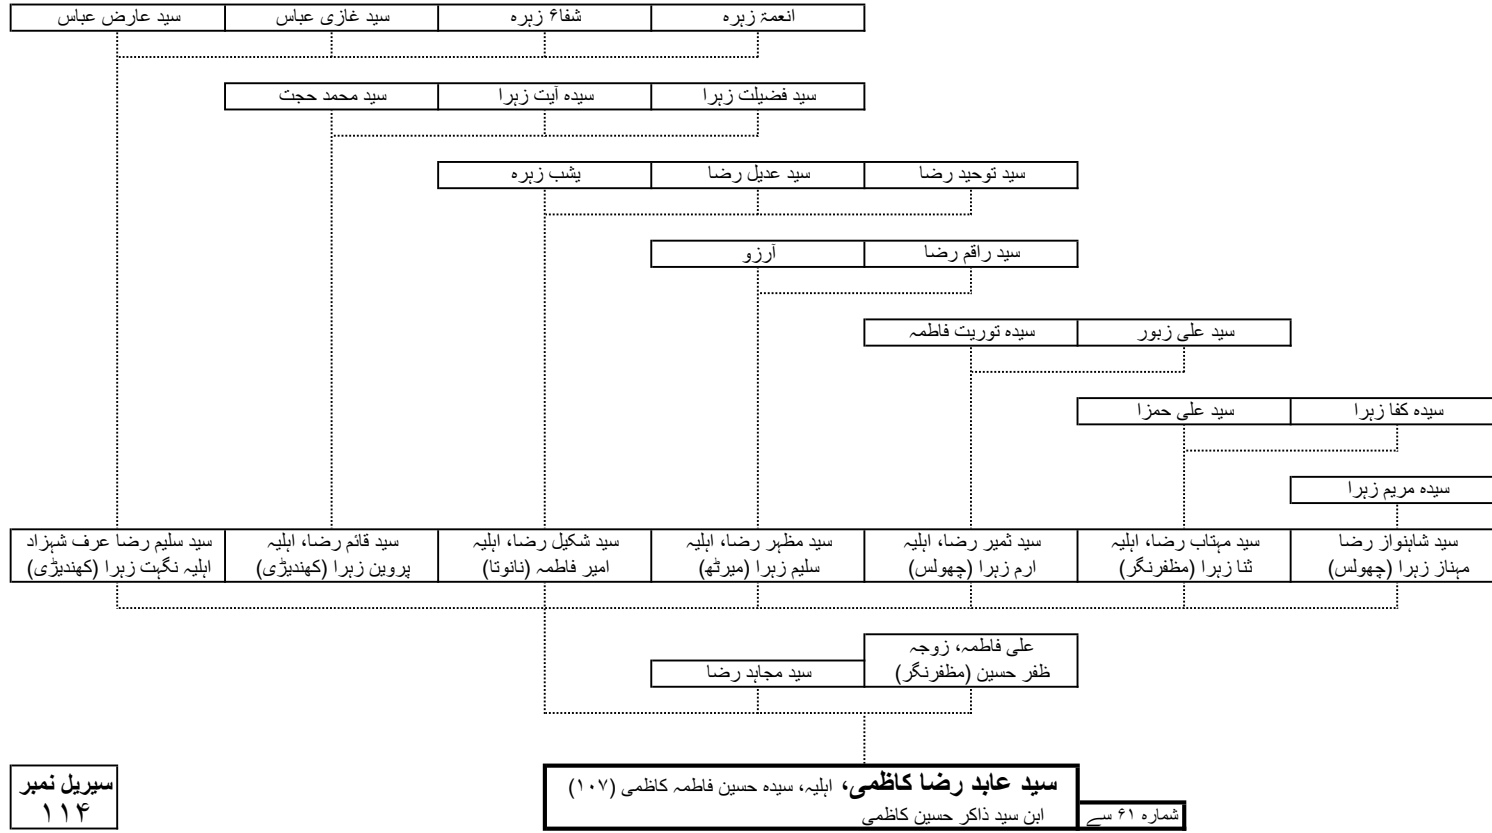 انعمۃ زہرہ
شفا۶ زہرہ
سید غازی عباس
سید عارض عباس
سید فضیلت زہرا
سیدہ آیت زہرا
سید محمد حجت
سید توحید رضا
سید عدیل رضا
یشب زہرہ
سید راقم رضا
آرزو
سید علی زبور
سیدہ توریت فاطمہ
سیدہ کفا زہرا
سید علی حمزا
سیدہ مریم زہرا
سید شاہنواز رضا
مہناز زہرا (چھولس)
سید مہتاب رضا، اہلیہ
ثنا زہرا (مظفرنگر)
سید ثمیر رضا، اہلیہ
ارم زہرا (چھولس)
سید مظہر رضا، اہلیہ
سلیم زہرا (میرٹھ)
سید شکیل رضا، اہلیہ
امیر فاطمہ (نانوتا)
سید قائم رضا، اہلیہ
پروین زہرا (کھندیڑی)
سید سلیم رضا عرف شہزاد
اہلیہ نگہت زہرا (کھندیڑی)
علی فاطمہ، زوجہ
ظفر حسین (مظفرنگر)
سید مجاہد رضا
سید عابد رضا کاظمی، اہلیہ، سیدہ حسین فاطمہ کاظمی (۱۰۷)
ابن سید ذاکر حسین کاظمی
شمارہ ۶۱ سے
سیریل نمبر
۱۱۴